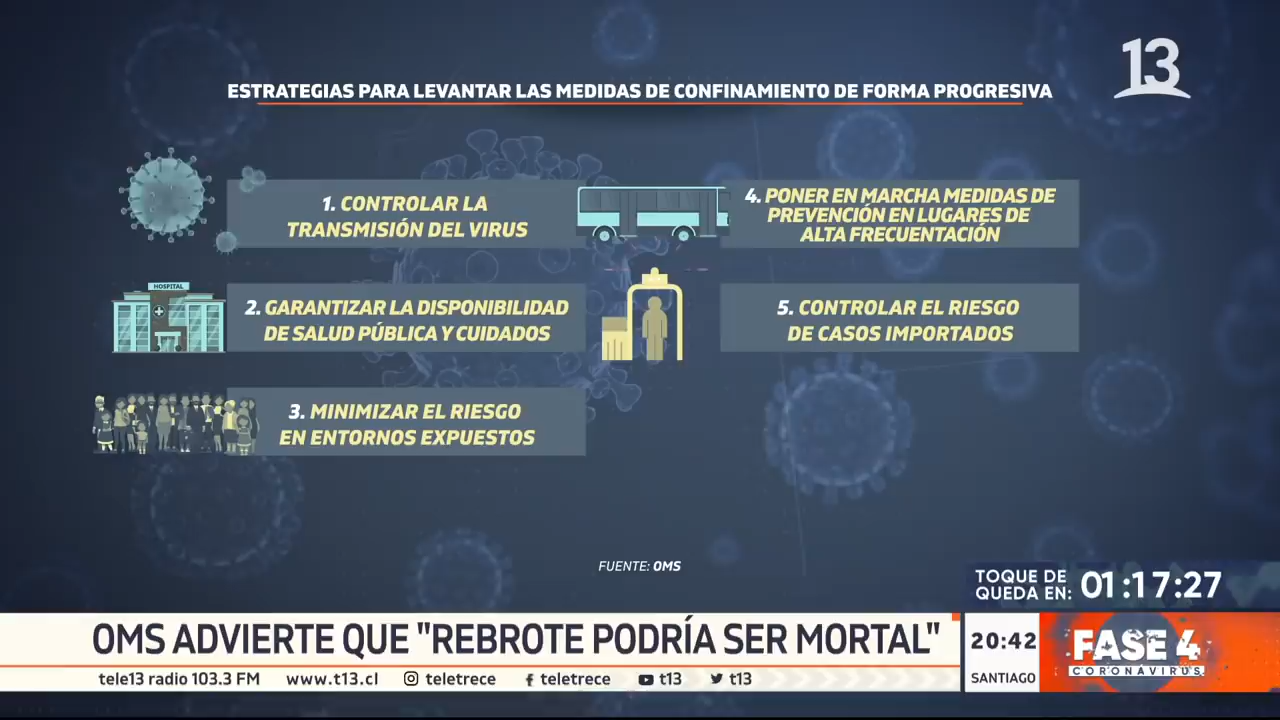 13
ESTRATEGIAS PARA LEVANTAR LAS MEDIDAS DE CONFINAMIENTO DE FORMA PROGRESIVA
1. CONTROLAR LA
TRANSMISIÓN DEL VIRUS
HOSPITAL
2. GARANTIZAR LA DISPONIBILIDAD
DE SALUD PÚBLICA Y CUIDADOS
3. MINIMIZAR EL RIESGO
EN ENTORNOS EXPUESTOS
4. PONER EN MARCHA MEDIDAS DE
PREVENCIÓN EN LUGARES DE
ALTA FRECUENTACIÓN
5. CONTROLAR EL RIESGO
DE CASOS IMPORTADOS
FUENTE: OMS
TOQUE DE
QUEDA EN: 01:17:27
OMS ADVIERTE QUE "REBROTE PODRÍA SER MORTAL"
tele13 radio 103.3 FM www.t13.cl teletrece teletrece t13 t13
20:42
SANTIAGO
FASE 4
CORONAVIRUS